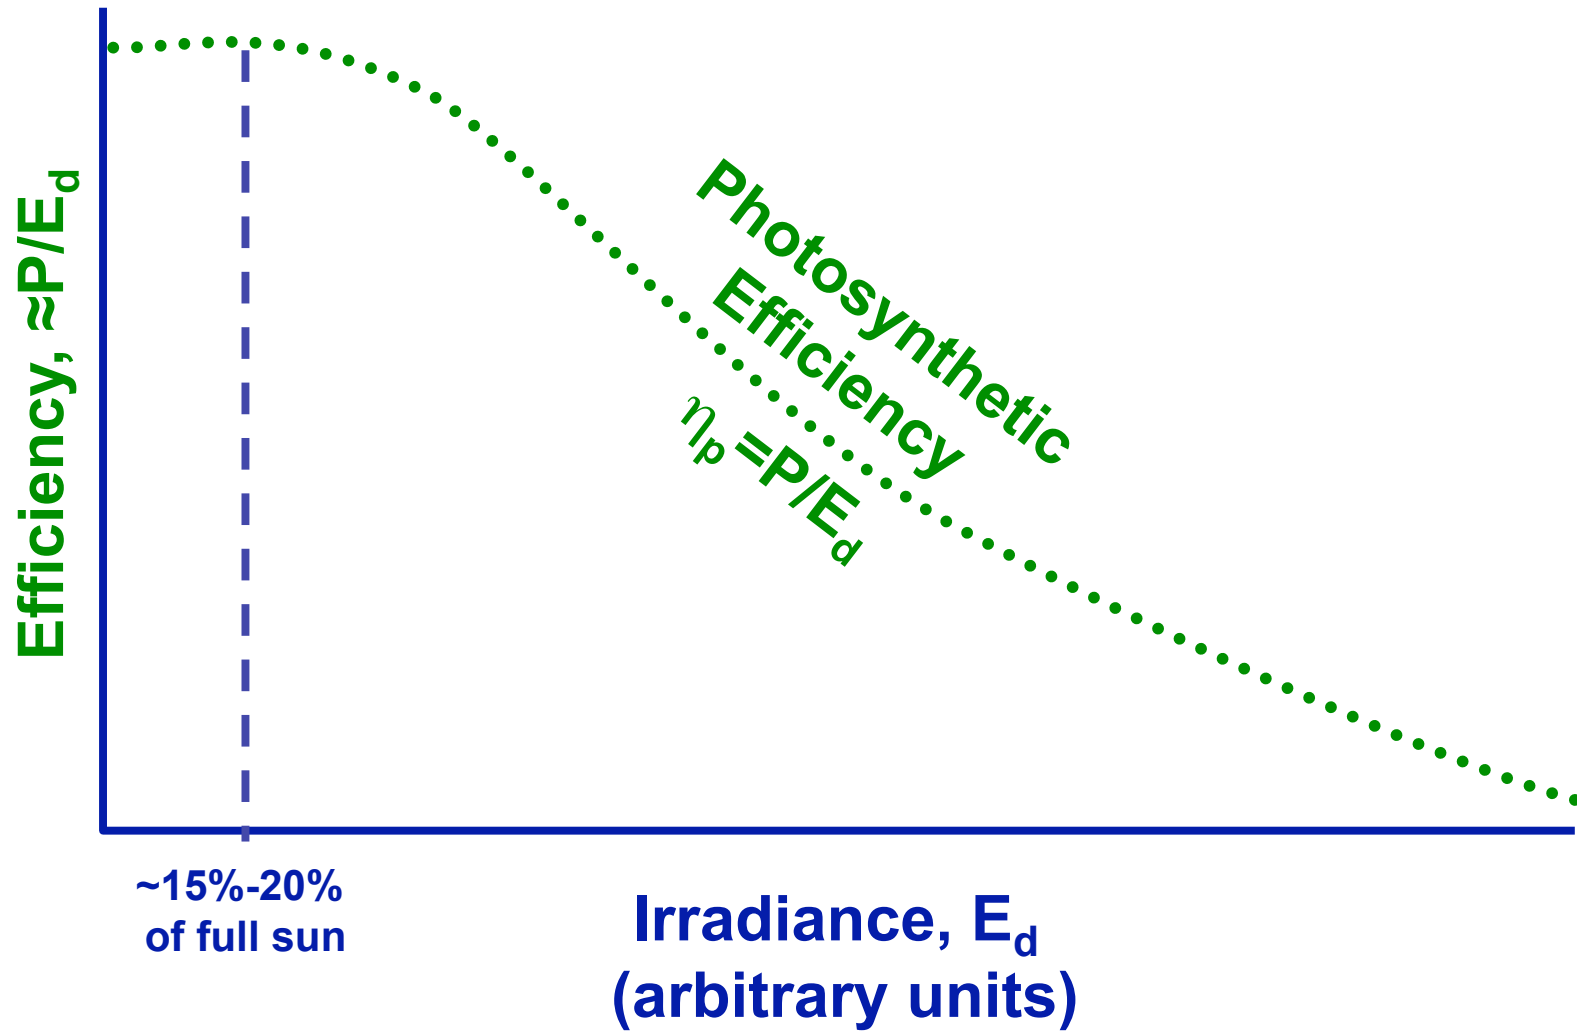 Efficiency, ≈P/Ed
Photosynthetic
Efficiency
ηp =P/Ed
~15%-20%
of full sun
Irradiance, Ed
(arbitrary units)